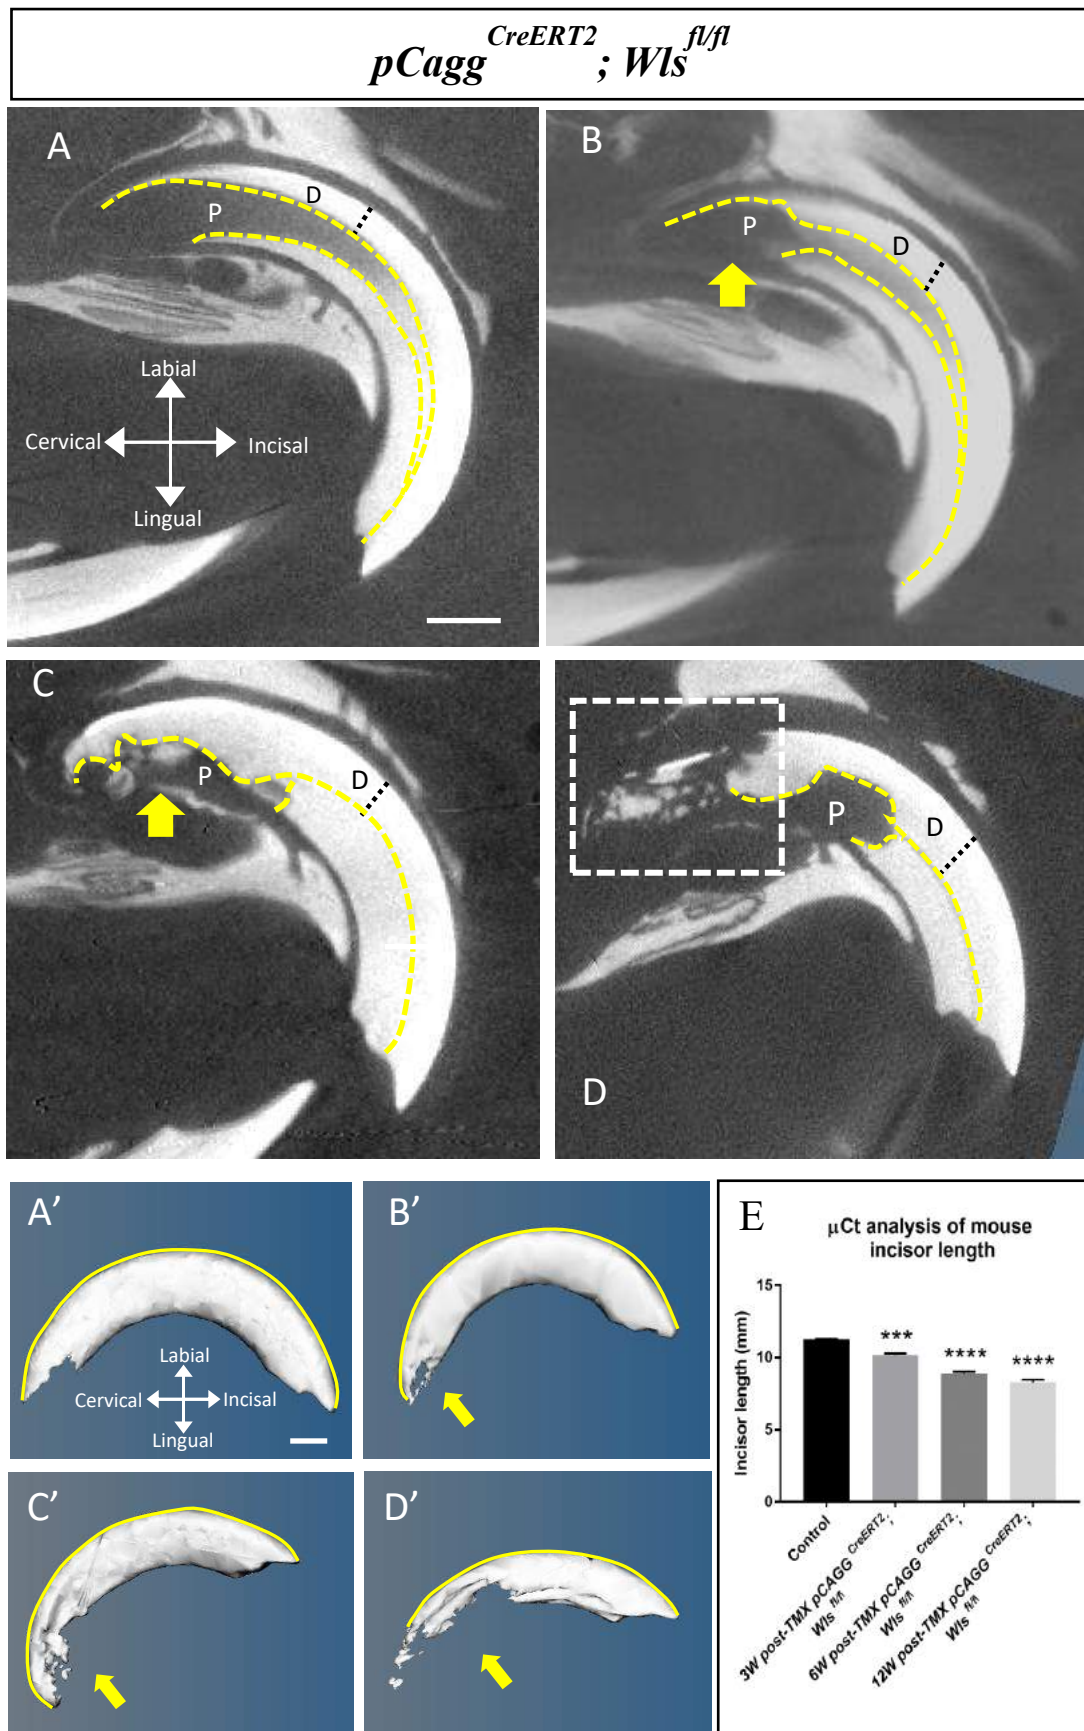 pCagg^CreERT2; Wls^fl/fl
A
D
P
Labial
Cervical
Incisal
Lingual
B
P
D
C
P
D
P
D
D
A’
Labial
Cervical
Incisal
Lingual
B’
C’
D’
E
μCt analysis of mouse
incisor length
Incisor length (mm)
15
10
5
0
***
****
****
Control
3W post-TMX pCAGG^CreERT2;
Wls^fl/fl
6W post-TMX pCAGG^CreERT2;
Wls^fl/fl
12W post-TMX pCAGG^CreERT2;
Wls^fl/fl